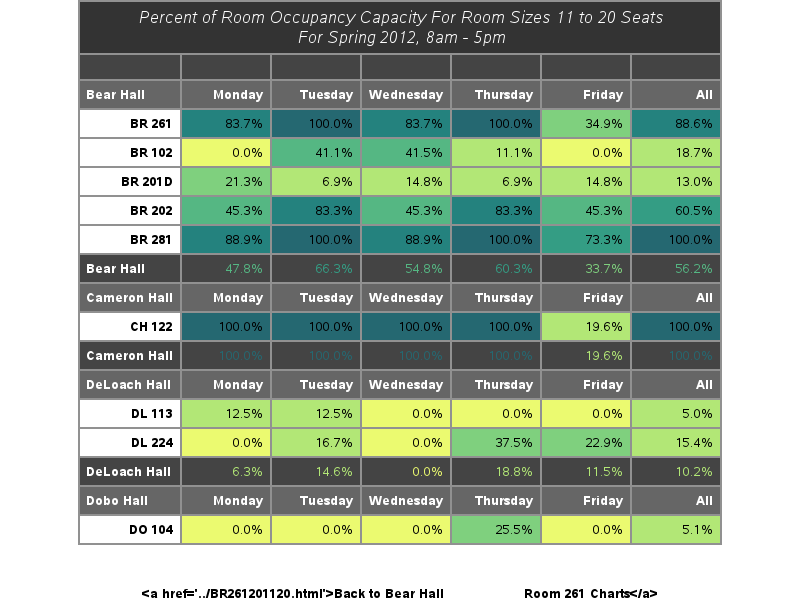 Percent of Room Occupancy Capacity For Room Sizes 11 to 20 Seats
For Spring 2012, 8am - 5pm
Bear Hall Monday Tuesday Wednesday Thursday Friday All
BR 261 83.7% 100.0% 83.7% 100.0% 34.9% 88.6%
BR 102 0.0% 41.1% 41.5% 11.1% 0.0% 18.7%
BR 201D 21.3% 6.9% 14.8% 6.9% 14.8% 13.0%
BR 202 45.3% 83.3% 45.3% 83.3% 45.3% 60.5%
BR 281 88.9% 100.0% 88.9% 100.0% 73.3% 100.0%
Bear Hall 47.8% 66.3% 54.8% 60.3% 33.7% 56.2%
Cameron Hall Monday Tuesday Wednesday Thursday Friday All
CH 122 100.0% 100.0% 100.0% 100.0% 19.6% 100.0%
Cameron Hall 100.0% 100.0% 100.0% 100.0% 19.6% 100.0%
DeLoach Hall Monday Tuesday Wednesday Thursday Friday All
DL 113 12.5% 12.5% 0.0% 0.0% 0.0% 5.0%
DL 224 0.0% 16.7% 0.0% 37.5% 22.9% 15.4%
DeLoach Hall 6.3% 14.6% 0.0% 18.8% 11.5% 10.2%
Dobo Hall Monday Tuesday Wednesday Thursday Friday All
DO 104 0.0% 0.0% 0.0% 25.5% 0.0% 5.1%
<a href='../BR261201120.html'>Back to Bear Hall Room 261 Charts</a>